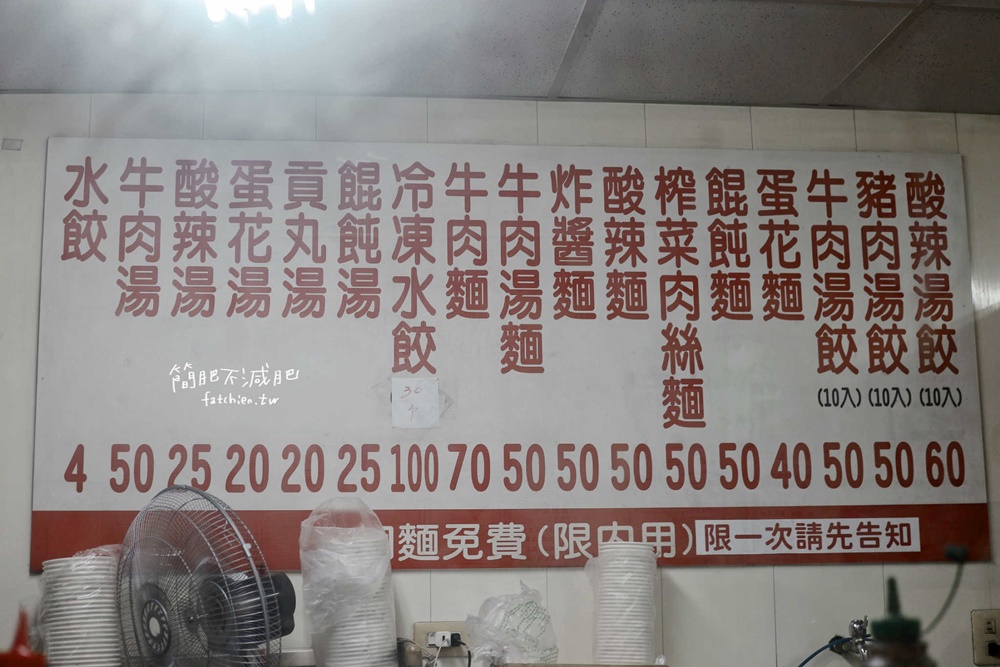 水餃
4
牛肉湯
50
酸辣湯
25
蛋花湯
20
貢丸湯
20
餛飩湯
25
冷凍水餃
30
100
牛肉麵
70
牛肉湯麵
50
炸醬麵
50
酸辣麵
50
榨菜肉絲麵
50
餛飩麵
50
蛋花麵
40
牛肉湯餃
(10入)
50
豬肉湯餃
(10入)
50
酸辣湯餃
(10入)
60
麵免費(限內用) 限一次請先告知
簡肥不減肥
fatchien.tw